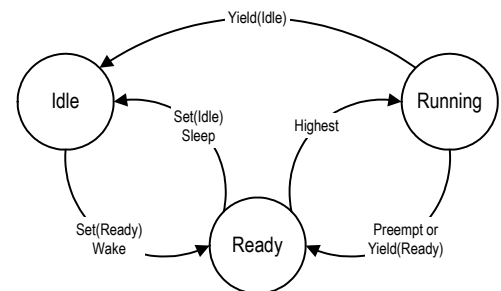 Yield(Idle)
Idle
Running
Set(Idle)
Sleep
Highest
Set(Ready)
Wake
Ready
Preempt or
Yield(Ready)